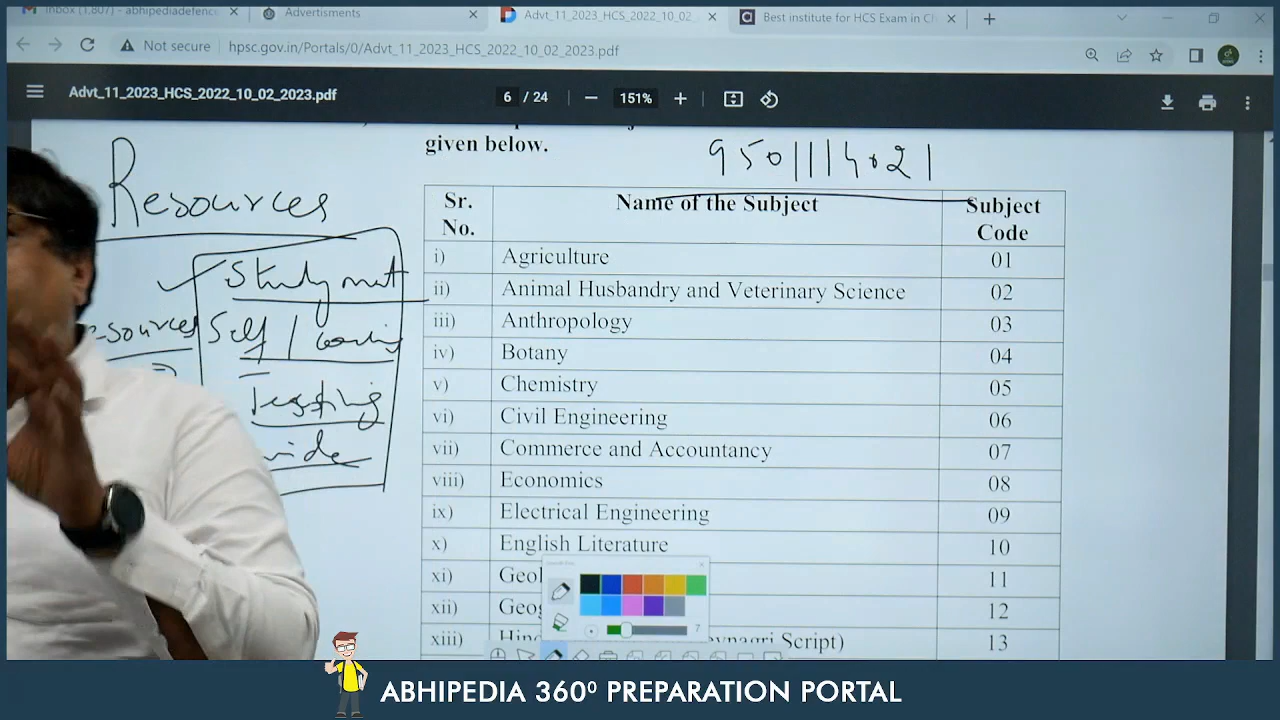 Inbox (1,807) - abhipediadefenc
Advertisments
Advt_11_2023_HCS_2022_10_02
Best institute for HCS Exam in C
Not secure
hpsc.gov.in/Portals/0/Advt_11_2023_HCS_2022_10_02_2023.pdf
Advt_11_2023_HCS_2022_10_02_2023.pdf
6 / 24
151%
given below.
9501114021
Resources
Study mat
Self /
Testing
Sr. No. Name of the Subject Subject Code
i) Agriculture 01
ii) Animal Husbandry and Veterinary Science 02
iii) Anthropology 03
iv) Botany 04
v) Chemistry 05
vi) Civil Engineering 06
vii) Commerce and Accountancy 07
viii) Economics 08
ix) Electrical Engineering 09
x) English Literature 10
xi) Geol 11
xii) Geog 12
xiii) Hind Script) 13
7
ABHIPEDIA 360⁰ PREPARATION PORTAL